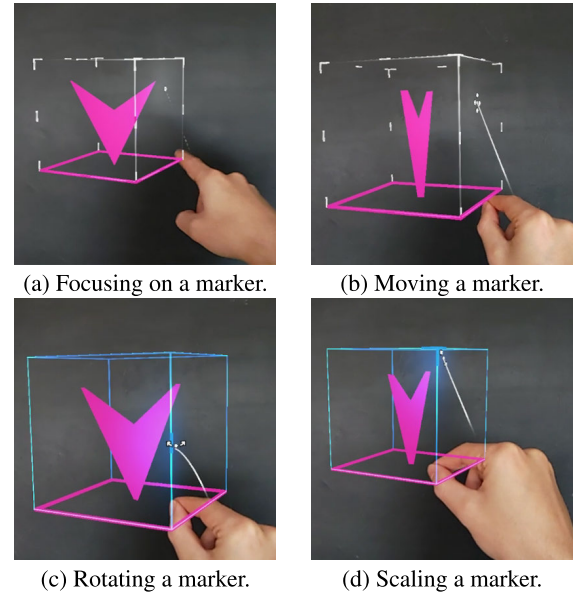 (a) Focusing on a marker.
(b) Moving a marker.
(c) Rotating a marker.
(d) Scaling a marker.